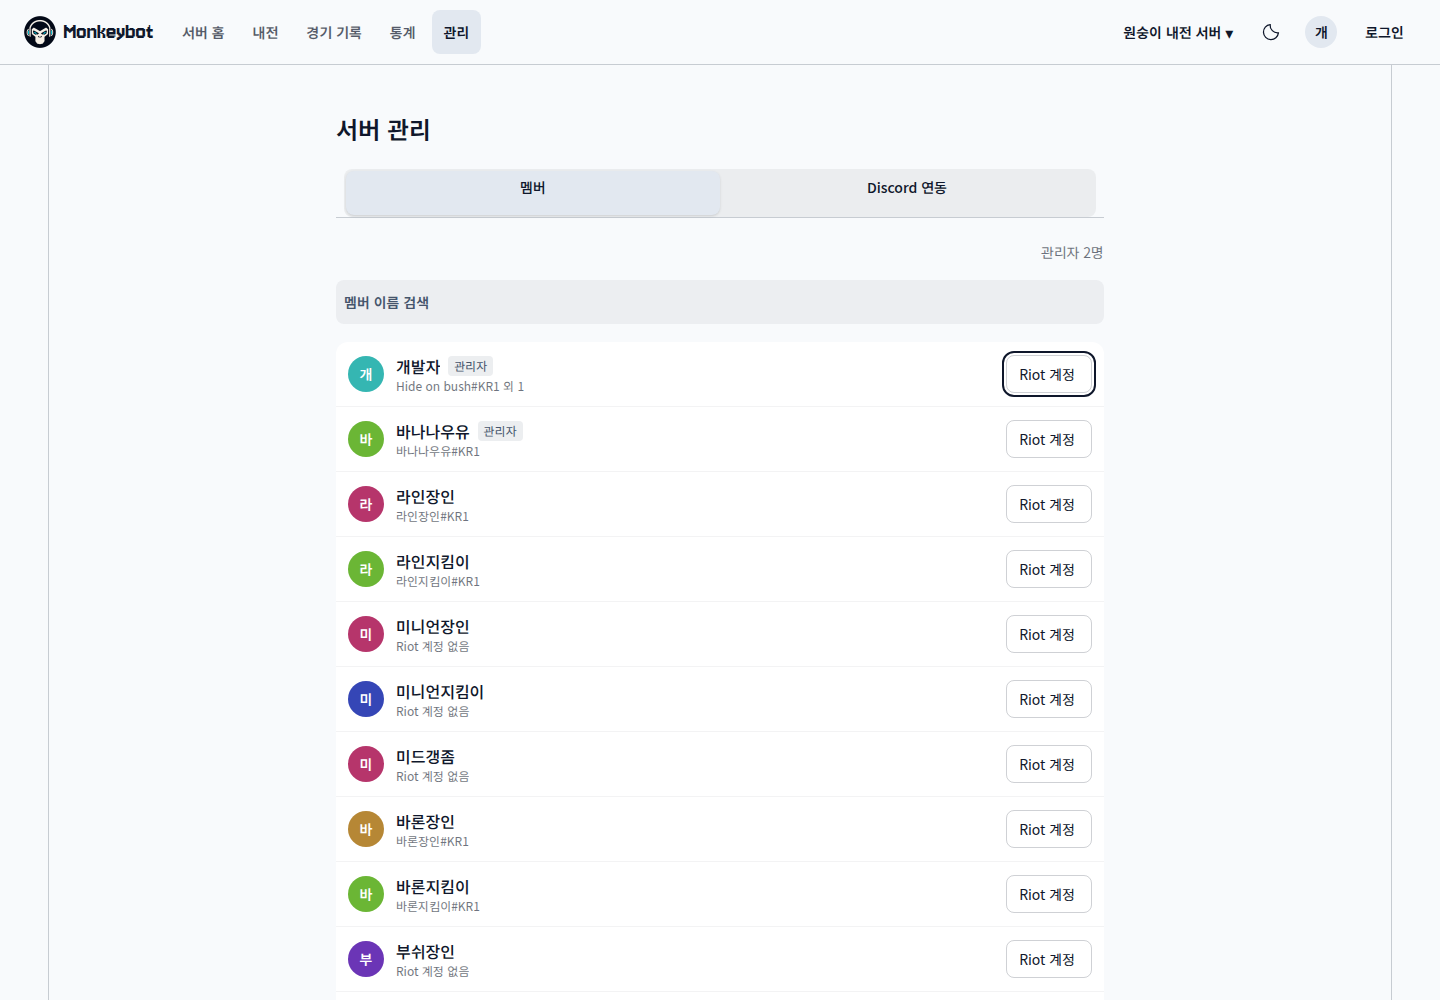 Monkeybot 서버 홈 내전 경기 기록 통계 관리 원숭이 내전 서버 ▾ 개 로그인
서버 관리
멤버 Discord 연동
관리자 2명
멤버 이름 검색
개 개발자 관리자 Riot 계정
Hide on bush#KR1 외 1
바 바나나우유 관리자 Riot 계정
바나나우유#KR1
라 라인장인 Riot 계정
라인장인#KR1
라 라인지킴이 Riot 계정
라인지킴이#KR1
미 미니언장인 Riot 계정
Riot 계정 없음
미 미니언지킴이 Riot 계정
Riot 계정 없음
미 미드갱좀 Riot 계정
Riot 계정 없음
바 바론장인 Riot 계정
바론장인#KR1
바 바론지킴이 Riot 계정
바론지킴이#KR1
부 부쉬장인 Riot 계정
Riot 계정 없음